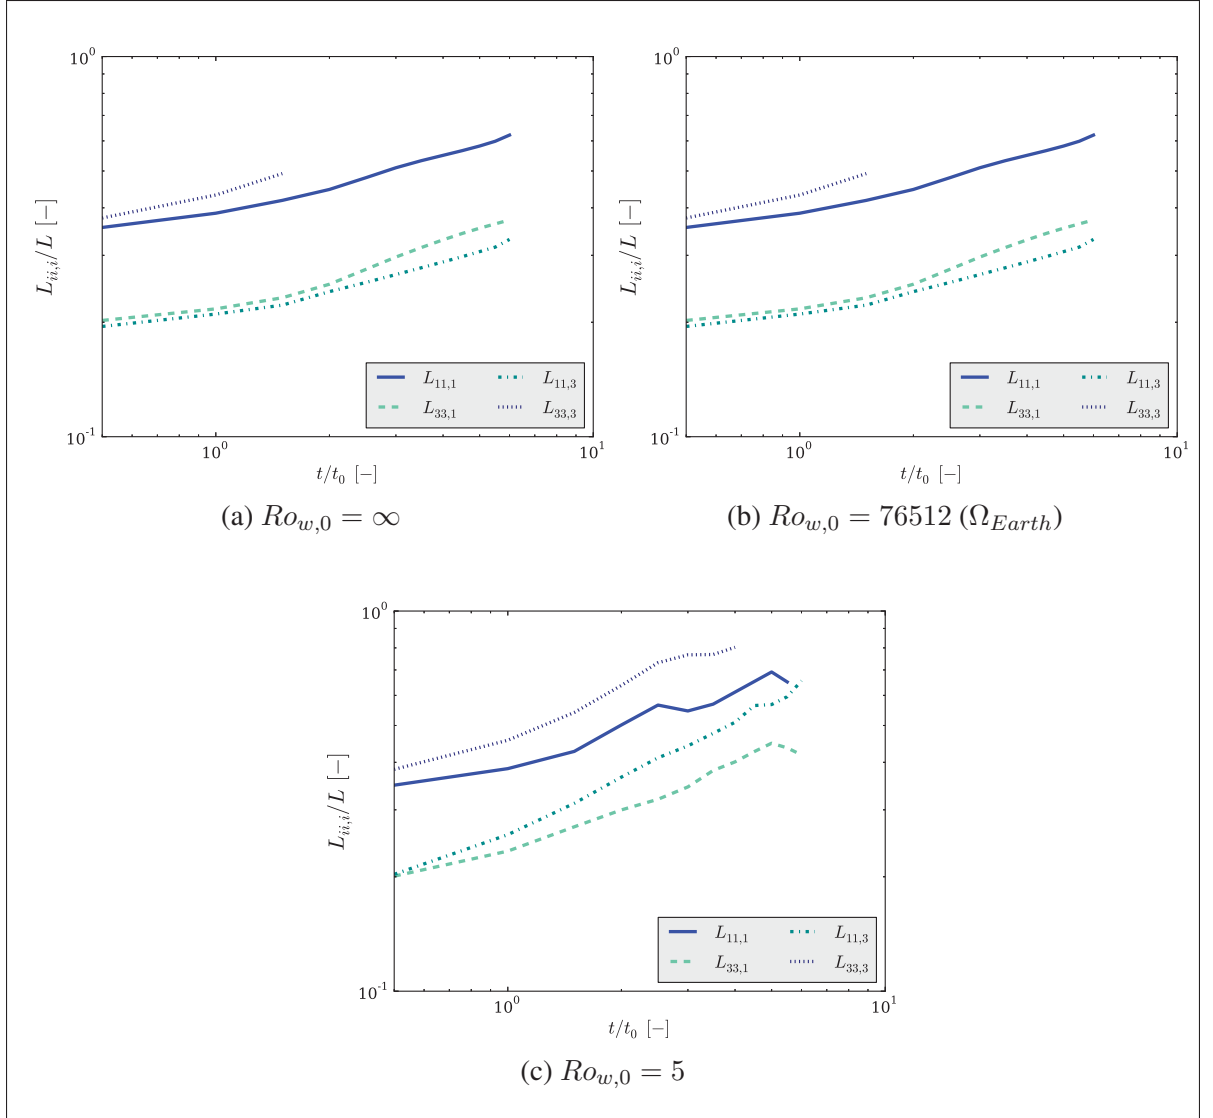 10^0
L_{ii,i}/L [−]
10^{-1}
10^0 10^1
t/t_0 [−]
L_{11,1} L_{11,3}
L_{33,1} L_{33,3}
(a) Ro_{w,0} = ∞
10^0
L_{ii,i}/L [−]
10^{-1}
10^0 10^1
t/t_0 [−]
L_{11,1} L_{11,3}
L_{33,1} L_{33,3}
(b) Ro_{w,0} = 76512 (Ω_{Earth})
10^0
L_{ii,i}/L [−]
10^{-1}
10^0 10^1
t/t_0 [−]
L_{11,1} L_{11,3}
L_{33,1} L_{33,3}
(c) Ro_{w,0} = 5